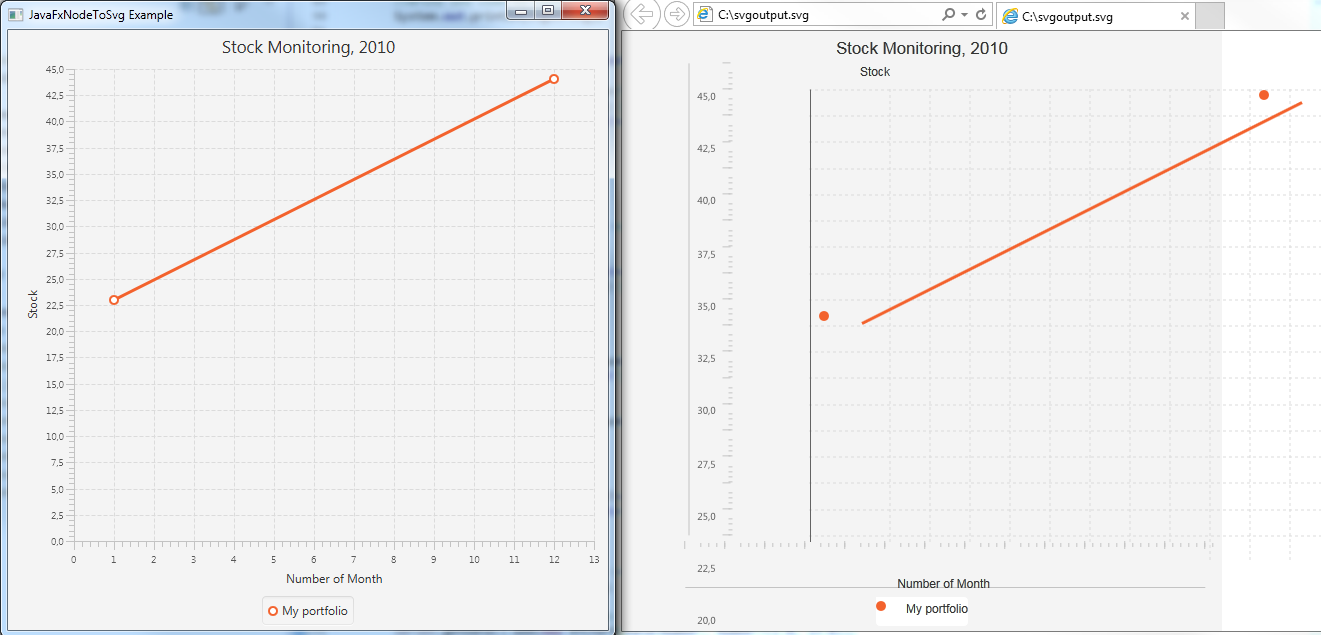 JavaFxNodeToSvg Example
Stock Monitoring, 2010
45,0
42,5
40,0
37,5
35,0
32,5
30,0
27,5
25,0
22,5
20,0
17,5
15,0
12,5
10,0
7,5
5,0
2,5
0,0
Stock
0 1 2 3 4 5 6 7 8 9 10 11 12 13
Number of Month
My portfolio
C:\svgoutput.svg
C:\svgoutput.svg
Stock Monitoring, 2010
Stock
45,0
42,5
40,0
37,5
35,0
32,5
30,0
27,5
25,0
22,5
20,0
Number of Month
My portfolio